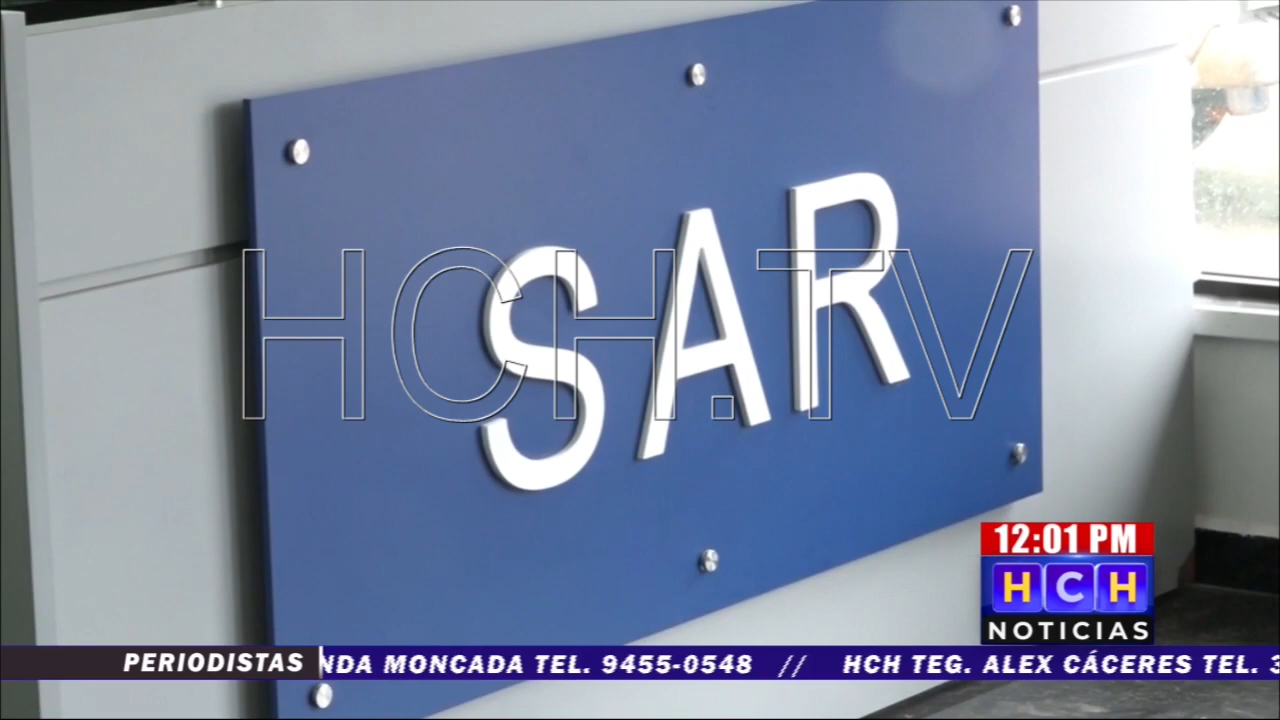 SAR
HCH.TV
12:01 PM
HCH
NOTICIAS
PERIODISTAS NDA MONCADA TEL. 9455-0548 // HCH TEG. ALEX CÁCERES TEL. 3